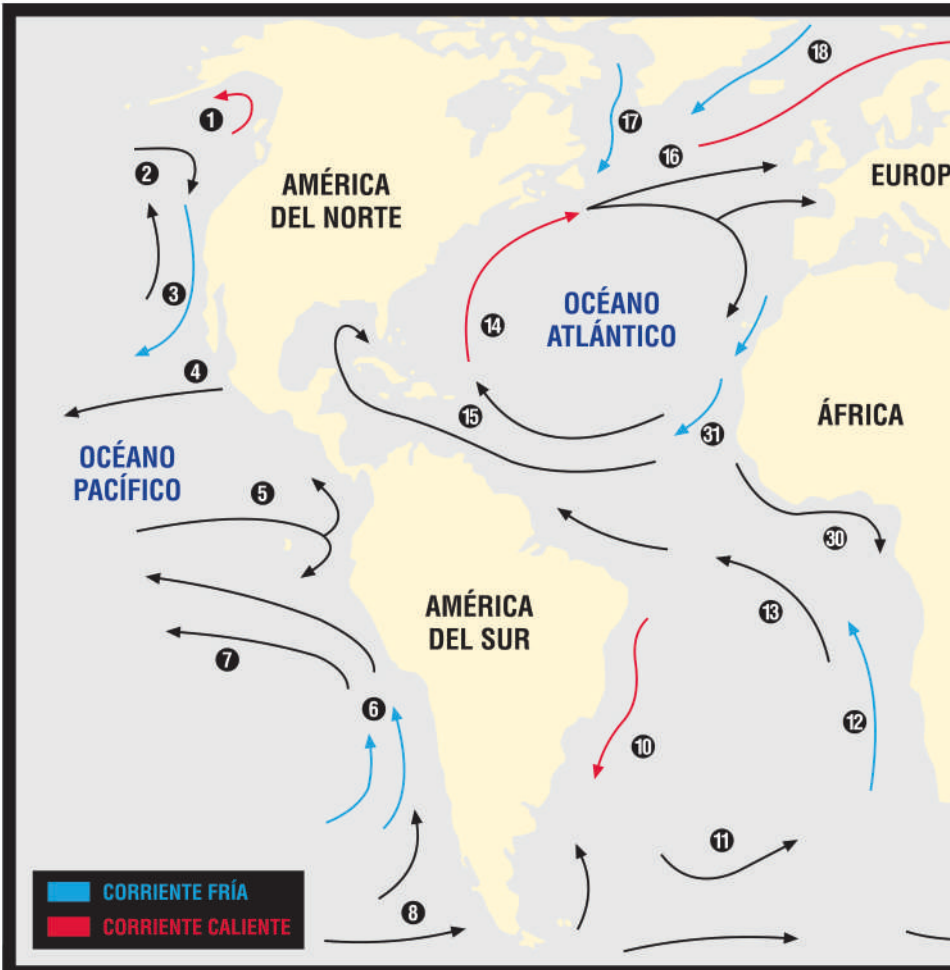 18
1
17
2
16
AMÉRICA
DEL NORTE
EUROP
3
OCÉANO
ATLÁNTICO
14
4
15
ÁFRICA
31
OCÉANO
PACÍFICO
5
30
AMÉRICA
DEL SUR
13
7
6
12
10
11
CORRIENTE FRÍA
8
CORRIENTE CALIENTE